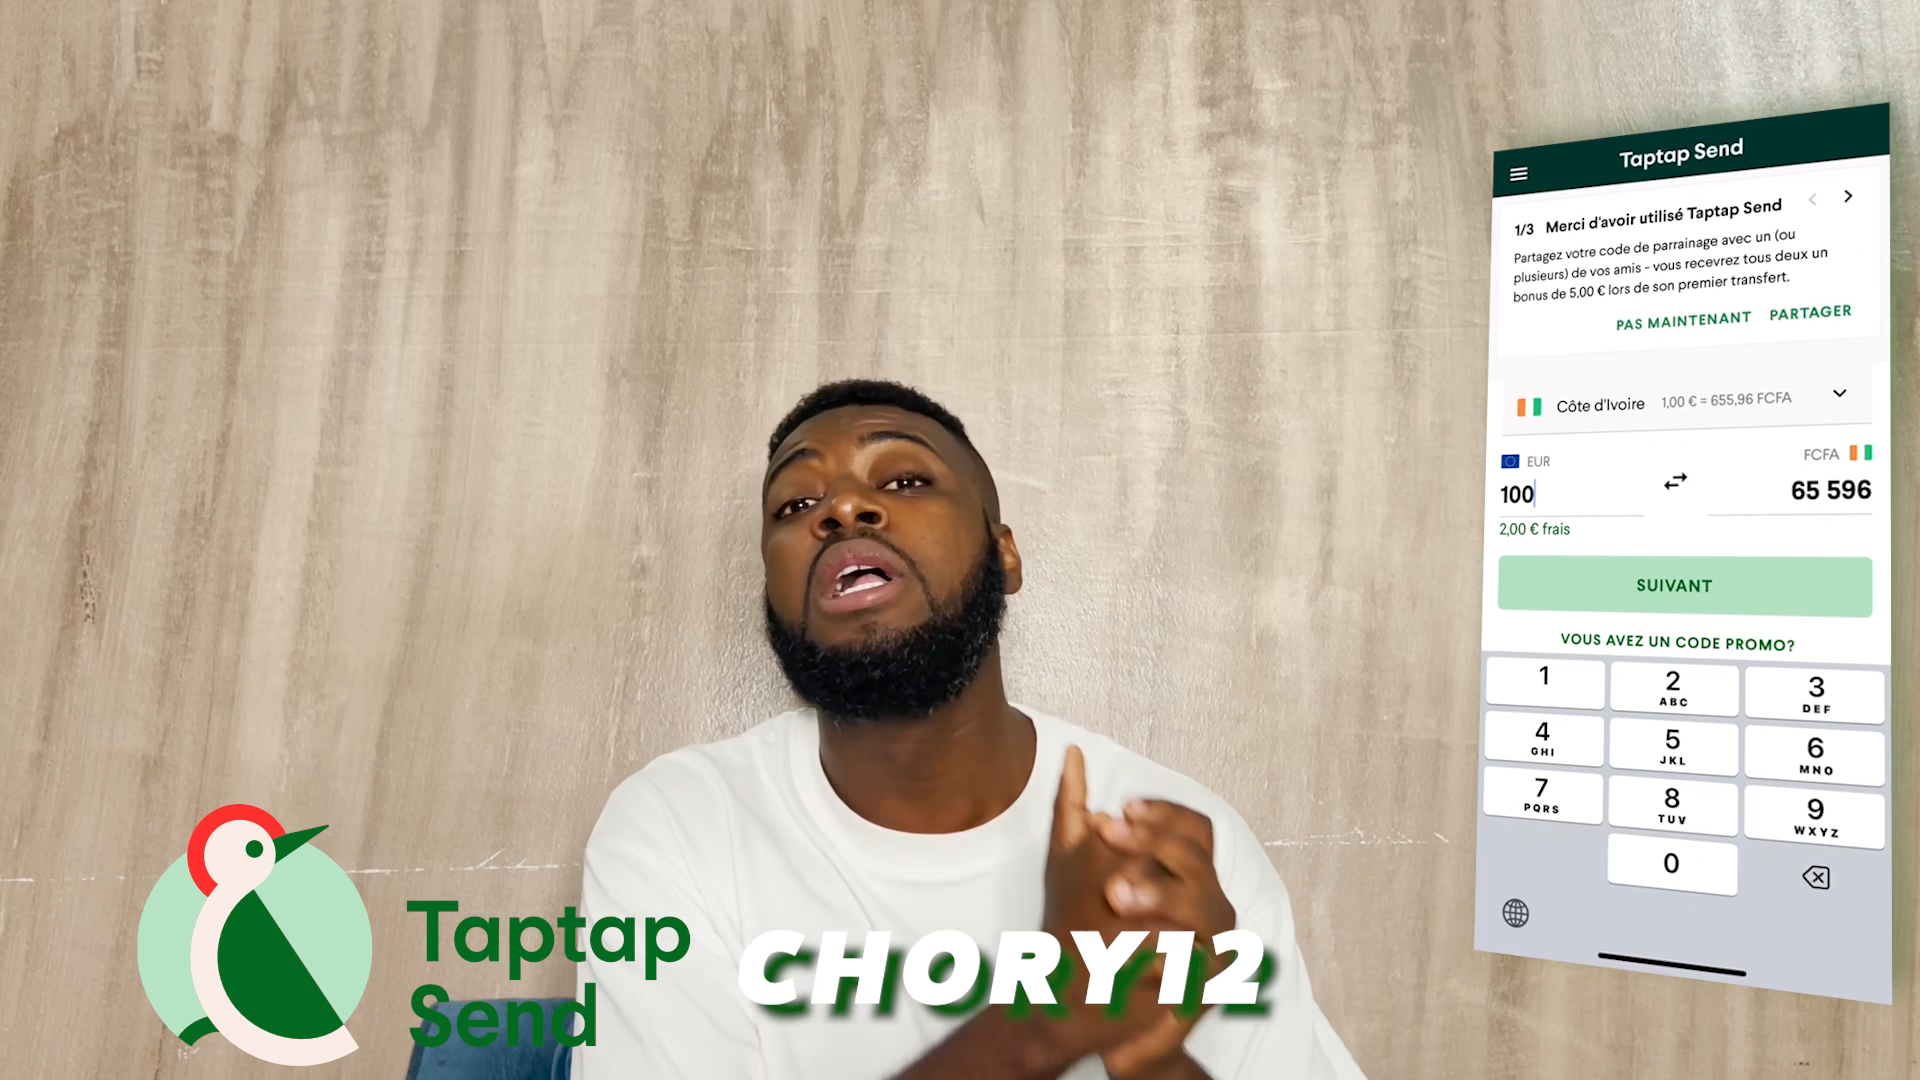 Taptap Send
1/3 Merci d'avoir utilisé Taptap Send
Partagez votre code de parrainage avec un (ou
plusieurs) de vos amis - vous recevrez tous deux un
bonus de 5,00 € lors de son premier transfert.
PAS MAINTENANT PARTAGER
Côte d'Ivoire 1,00 € = 655,96 FCFA
EUR FCFA
100 65 596
2,00 € frais
SUIVANT
VOUS AVEZ UN CODE PROMO?
1 2 3
ABC DEF
4 5 6
GHI JKL MNO
7 8 9
PQRS TUV WXYZ
0
Taptap
Send
CHORY12